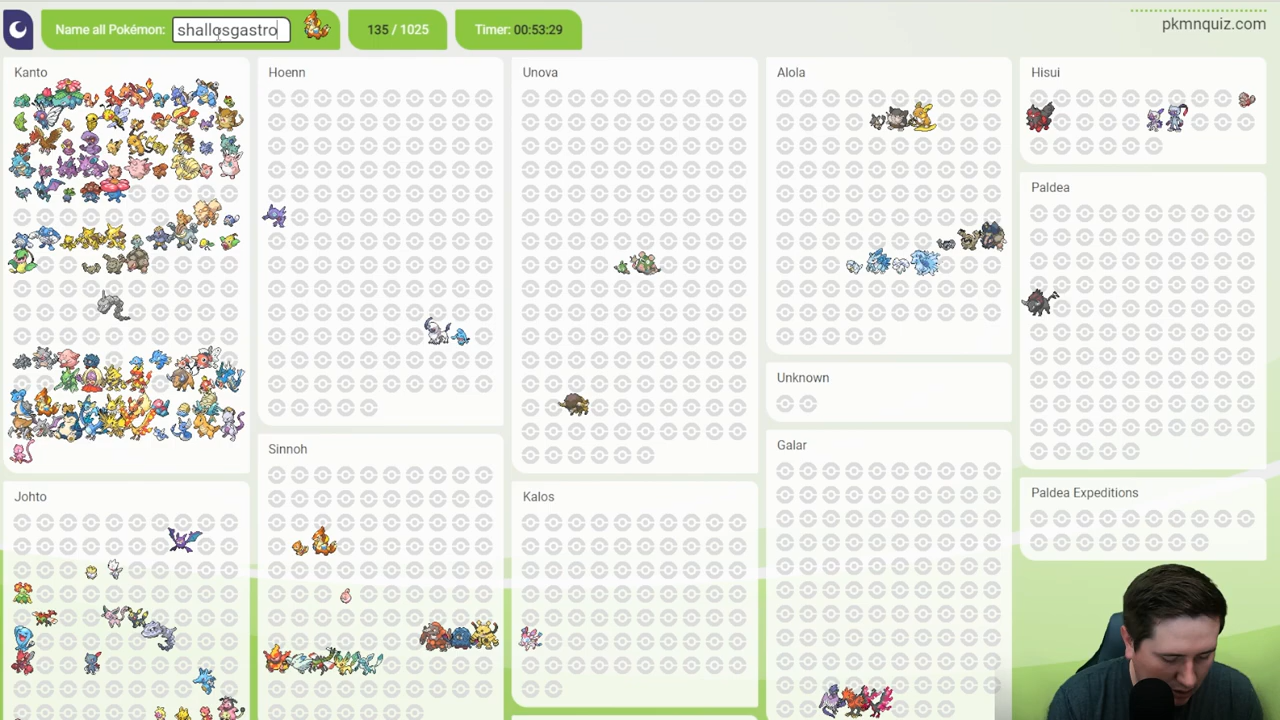 Name all Pokémon: shallosgastro
135 / 1025
Timer: 00:53:29
pkmnquiz.com
Kanto
Hoenn
Unova
Alola
Hisui
Paldea
Unknown
Galar
Sinnoh
Johto
Kalos
Paldea Expeditions